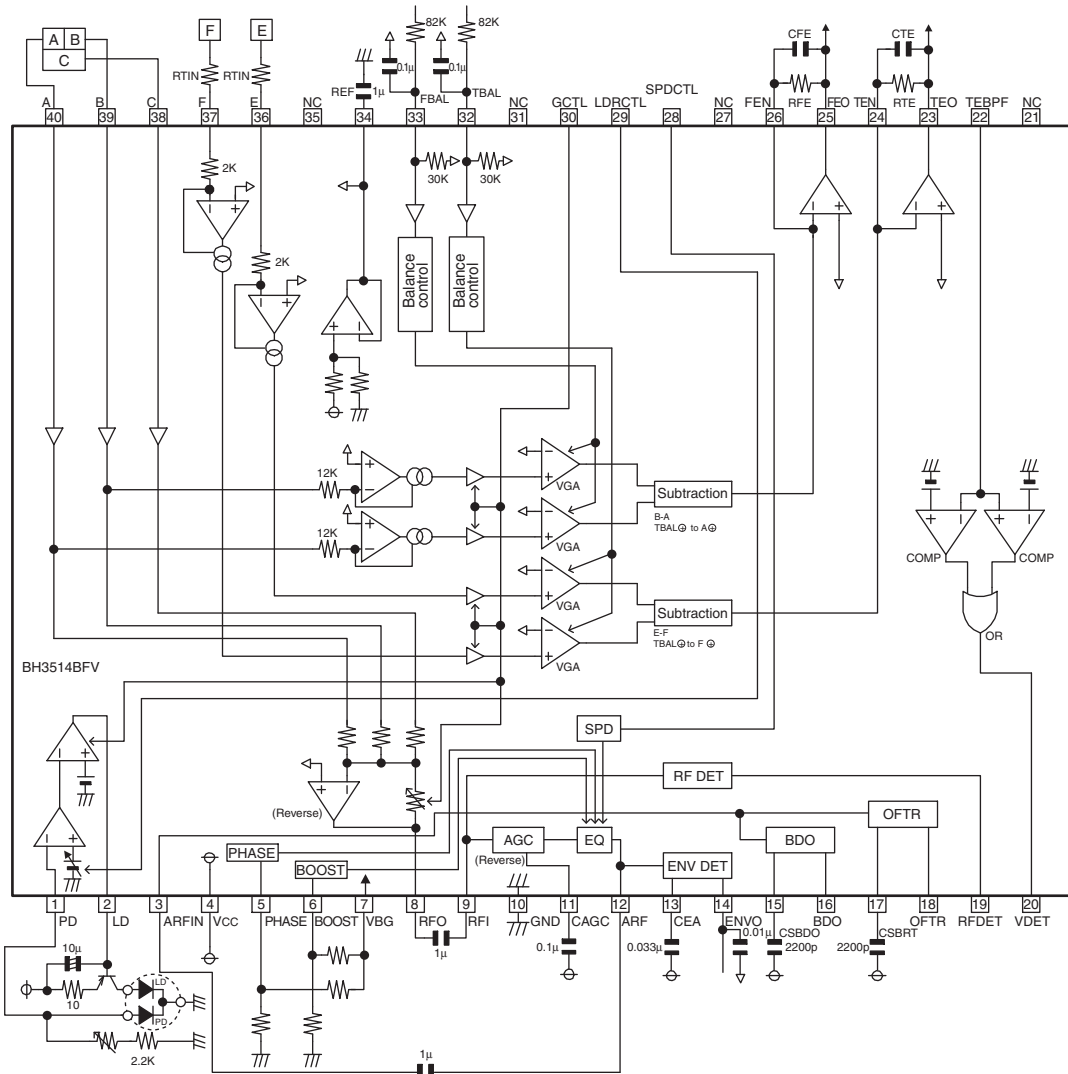 F
E
82K
82K
CFE
CTE
A B
C
RTIN
RTIN
0.1µ
0.1µ
REF
1µ
FBAL
TBAL
SPDCTL
RFE
RTE
A
B
C
F
E
NC
NC
GCTL
LDRCTL
NC
FEN
FEO
TEN
TEO
TEBPF
NC
40
39
38
37
36
35
34
33
32
31
30
29
28
27
26
25
24
23
22
21
2K
30K
30K
2K
Balance control
Balance control
12K
VGA
Subtraction
B-A
TBAL⊕ to A⊕
12K
VGA
COMP
COMP
VGA
Subtraction
E-F
TBAL⊕ to F ⊕
OR
VGA
BH3514BFV
SPD
RF DET
(Reverse)
OFTR
PHASE
AGC
EQ
BDO
(Reverse)
BOOST
ENV DET
1
2
3
4
5
6
7
8
9
10
11
12
13
14
15
16
17
18
19
20
PD
LD
ARFIN
VCC
PHASE
BOOST
VBG
RFO
RFI
GND
CAGC
ARF
CEA
ENVO
CSBDO
BDO
CSBRT
OFTR
RFDET
VDET
10µ
1µ
0.1µ
0.033µ
0.01µ
2200p
2200p
10
LD
PD
2.2K
1µ